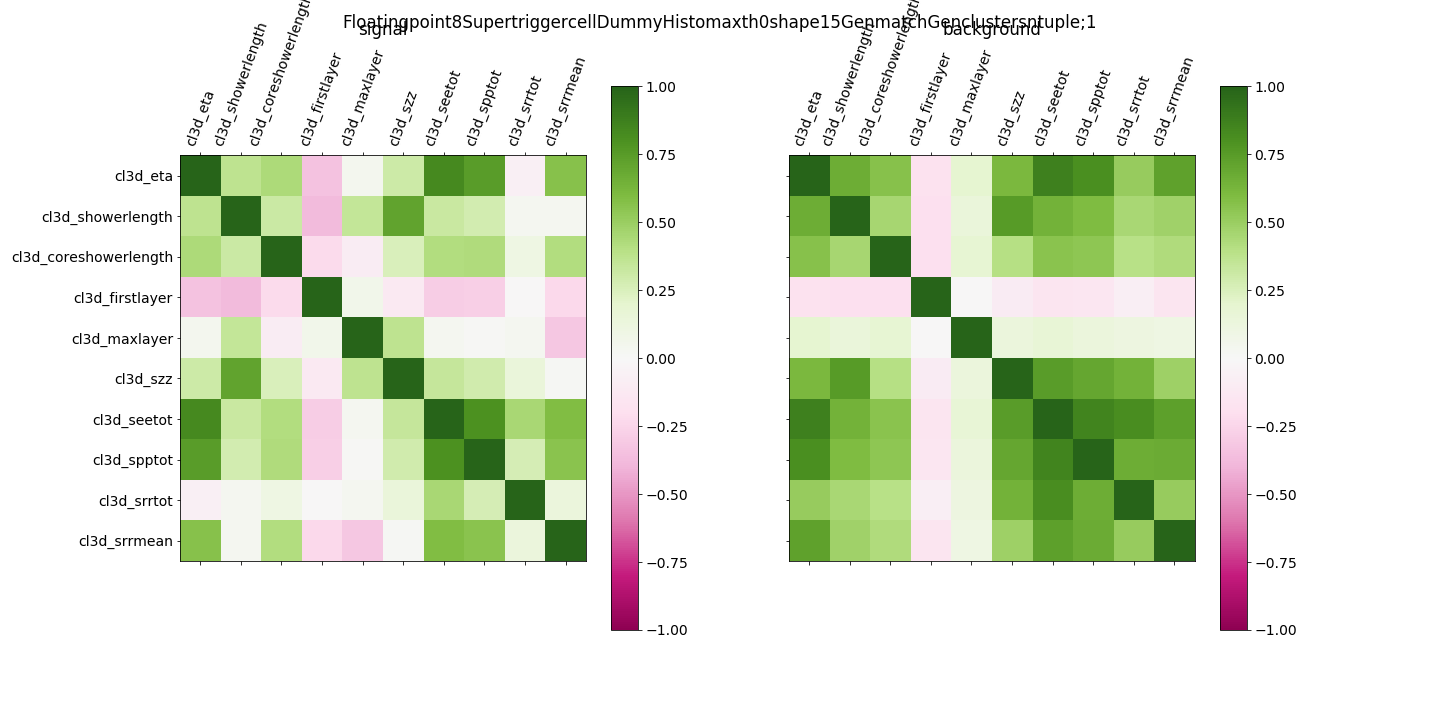 Floatingpoint8SupertriggercellDummyHistomaxth0shape15GenmatchGenclustersntuple;1
signal
background
cl3d_eta
cl3d_showerlength
cl3d_coreshowerlength
cl3d_firstlayer
cl3d_maxlayer
cl3d_szz
cl3d_seetot
cl3d_spptot
cl3d_srrtot
cl3d_srrmean
cl3d_eta
cl3d_showerlength
cl3d_coreshowerlength
cl3d_firstlayer
cl3d_maxlayer
cl3d_szz
cl3d_seetot
cl3d_spptot
cl3d_srrtot
cl3d_srrmean
cl3d_eta
cl3d_showerlength
cl3d_coreshowerlength
cl3d_firstlayer
cl3d_maxlayer
cl3d_szz
cl3d_seetot
cl3d_spptot
cl3d_srrtot
cl3d_srrmean
1.00
0.75
0.50
0.25
0.00
−0.25
−0.50
−0.75
−1.00
1.00
0.75
0.50
0.25
0.00
−0.25
−0.50
−0.75
−1.00